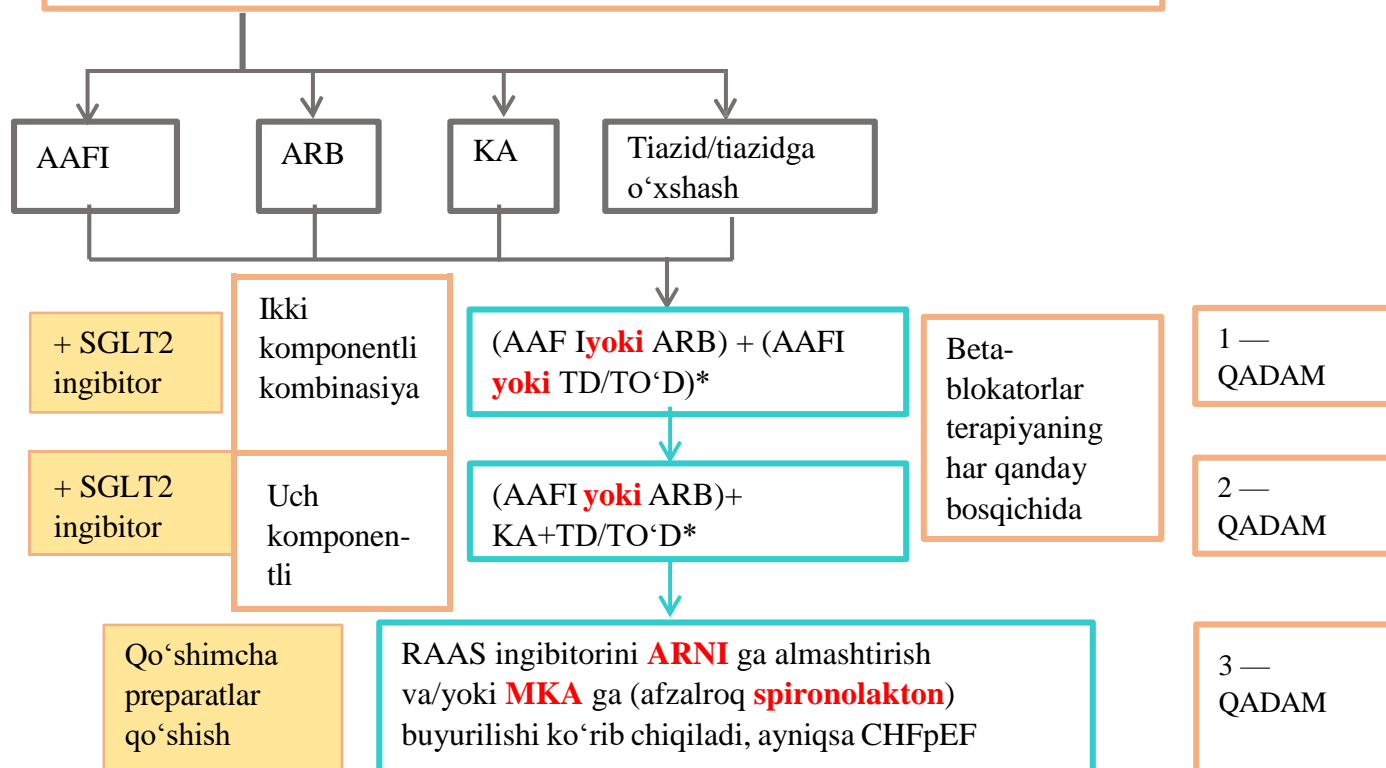 AAFI
ARB
KA
Tiazid/tiazidga
o‘xshash
+ SGLT2
ingibitor
Ikki
komponentli
kombinasiya
(AAF Iyoki ARB) + (AAFI
yoki TD/TO‘D)*
Beta-
blokatorlar
terapiyaning
har qanday
bosqichida
1 —
QADAM
+ SGLT2
ingibitor
Uch
komponen-
tli
(AAFI yoki ARB)+
KA+TD/TO‘D*
2 —
QADAM
Qo‘shimcha
preparatlar
qo‘shish
RAAS ingibitorini ARNI ga almashtirish
va/yoki MKA ga (afzalroq spironolakton)
buyurilishi ko‘rib chiqiladi, ayniqsa CHFpEF
3 —
QADAM